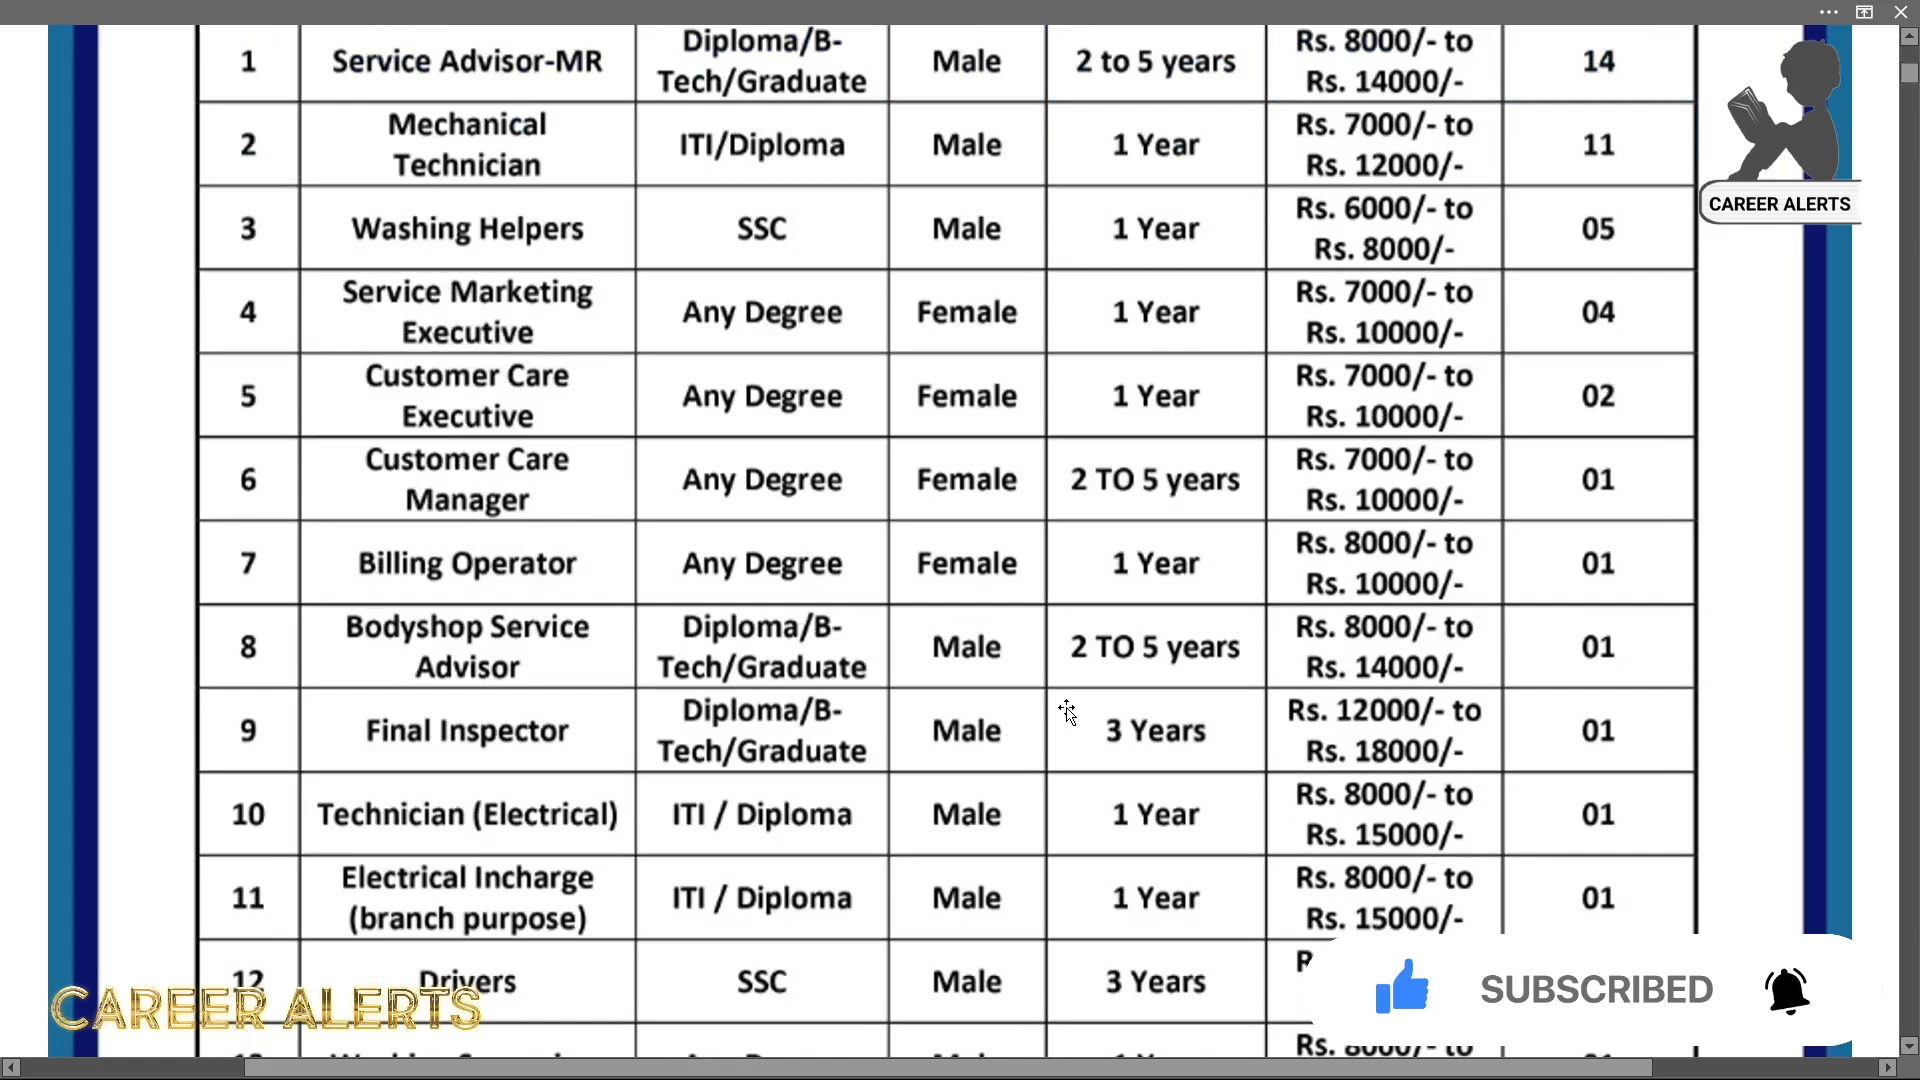 1 Service Advisor-MR Diploma/B-Tech/Graduate Male 2 to 5 years Rs. 8000/- to Rs. 14000/- 14
2 Mechanical Technician ITI/Diploma Male 1 Year Rs. 7000/- to Rs. 12000/- 11
3 Washing Helpers SSC Male 1 Year Rs. 6000/- to Rs. 8000/- 05
4 Service Marketing Executive Any Degree Female 1 Year Rs. 7000/- to Rs. 10000/- 04
5 Customer Care Executive Any Degree Female 1 Year Rs. 7000/- to Rs. 10000/- 02
6 Customer Care Manager Any Degree Female 2 TO 5 years Rs. 7000/- to Rs. 10000/- 01
7 Billing Operator Any Degree Female 1 Year Rs. 8000/- to Rs. 10000/- 01
8 Bodyshop Service Advisor Diploma/B-Tech/Graduate Male 2 TO 5 years Rs. 8000/- to Rs. 14000/- 01
9 Final Inspector Diploma/B-Tech/Graduate Male 3 Years Rs. 12000/- to Rs. 18000/- 01
10 Technician (Electrical) ITI / Diploma Male 1 Year Rs. 8000/- to Rs. 15000/- 01
11 Electrical Incharge (branch purpose) ITI / Diploma Male 1 Year Rs. 8000/- to Rs. 15000/- 01
12 Drivers SSC Male 3 Years
Rs. 8000/- to
CAREER ALERTS
CAREER ALERTS
SUBSCRIBED